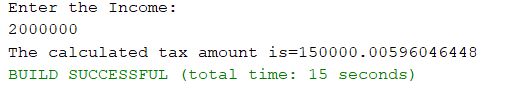 Enter the Income:
2000000
The calculated tax amount is=150000.00596046448
BUILD SUCCESSFUL (total time: 15 seconds)